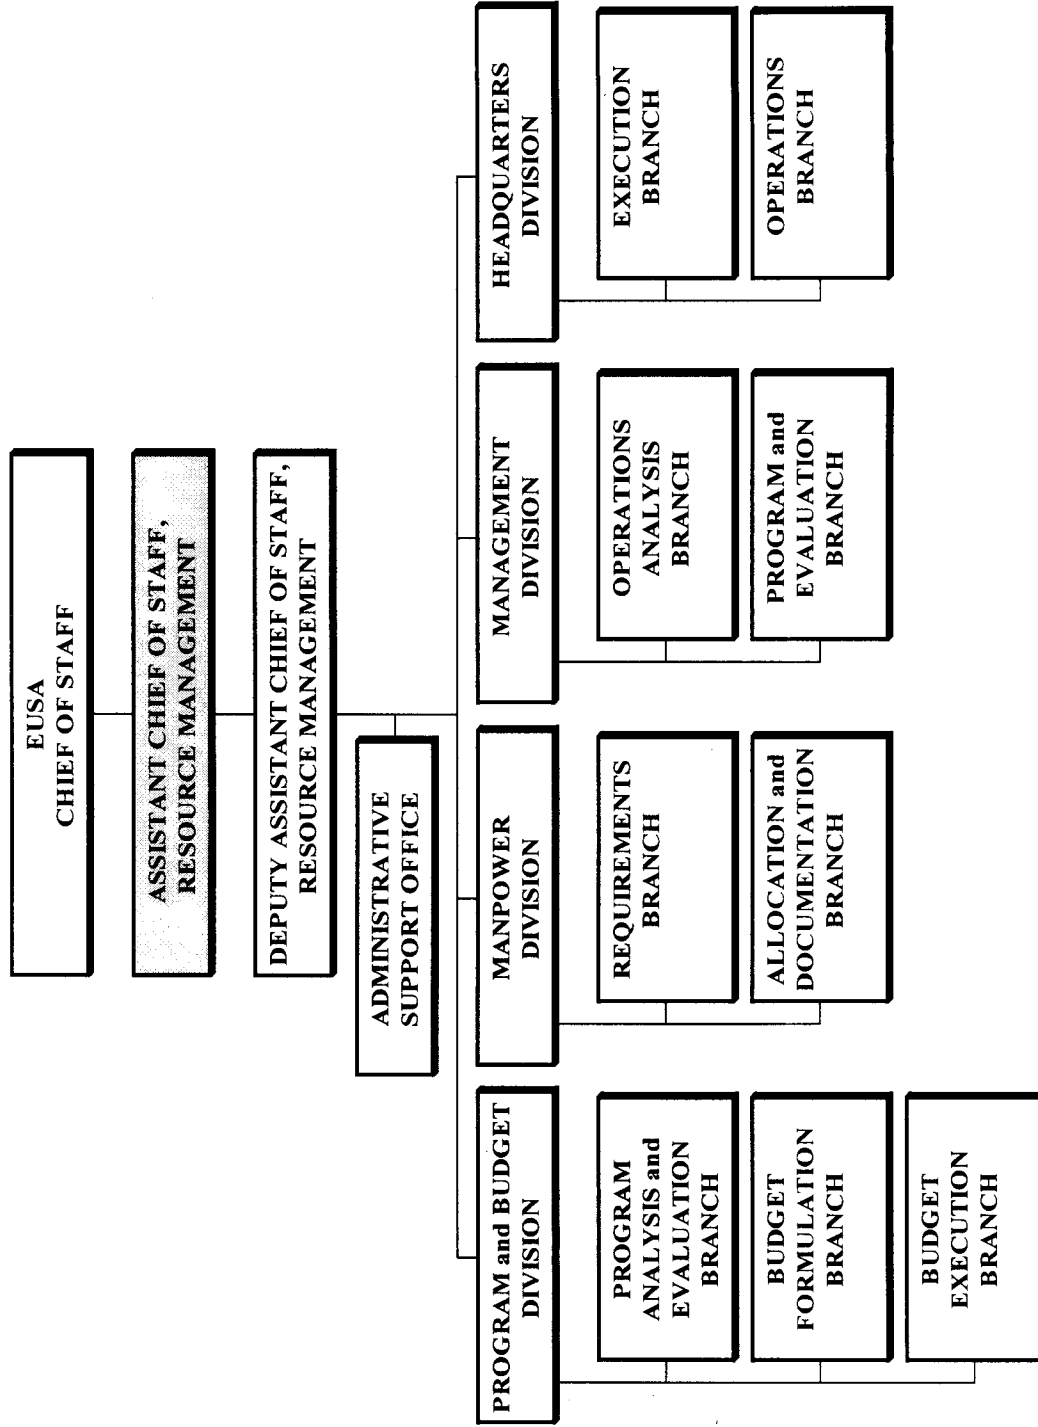 EUSA
CHIEF OF STAFF
ASSISTANT CHIEF OF STAFF,
RESOURCE MANAGEMENT
DEPUTY ASSISTANT CHIEF OF STAFF,
RESOURCE MANAGEMENT
ADMINISTRATIVE
SUPPORT OFFICE
PROGRAM and BUDGET
DIVISION
PROGRAM
ANALYSIS and
EVALUATION
BRANCH
BUDGET
FORMULATION
BRANCH
BUDGET
EXECUTION
BRANCH
MANPOWER
DIVISION
REQUIREMENTS
BRANCH
ALLOCATION and
DOCUMENTATION
BRANCH
MANAGEMENT
DIVISION
OPERATIONS
ANALYSIS
BRANCH
PROGRAM and
EVALUATION
BRANCH
HEADQUARTERS
DIVISION
EXECUTION
BRANCH
OPERATIONS
BRANCH